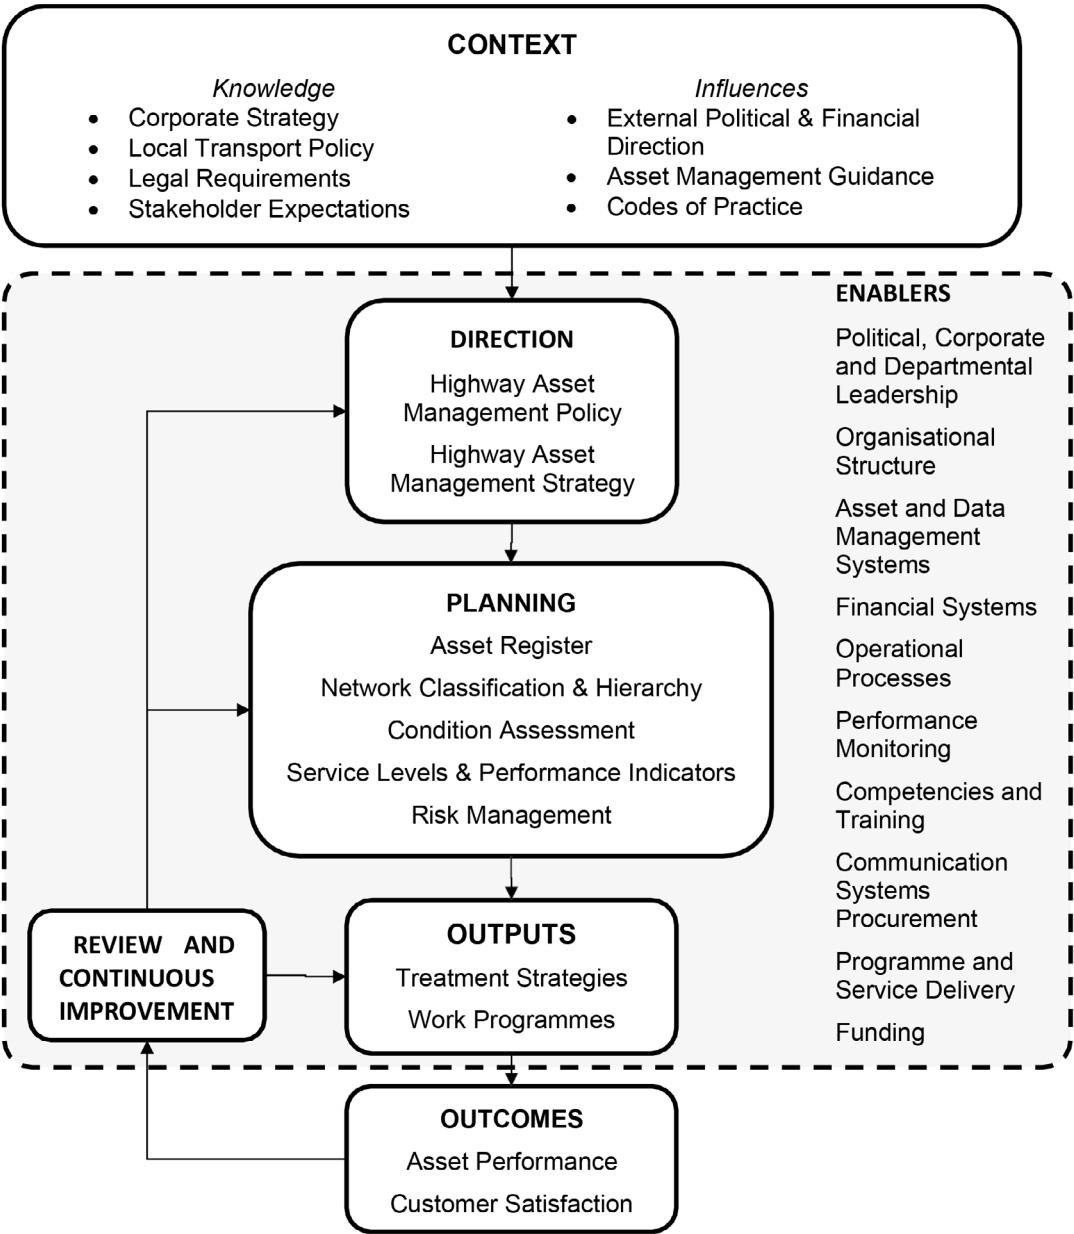 CONTEXT
Knowledge
• Corporate Strategy
• Local Transport Policy
• Legal Requirements
• Stakeholder Expectations
Influences
• External Political & Financial
Direction
• Asset Management Guidance
• Codes of Practice
DIRECTION
Highway Asset
Management Policy
Highway Asset
Management Strategy
PLANNING
Asset Register
Network Classification & Hierarchy
Condition Assessment
Service Levels & Performance Indicators
Risk Management
REVIEW AND
CONTINUOUS
IMPROVEMENT
OUTPUTS
Treatment Strategies
Work Programmes
OUTCOMES
Asset Performance
Customer Satisfaction
ENABLERS
Political, Corporate
and Departmental
Leadership
Organisational
Structure
Asset and Data
Management
Systems
Financial Systems
Operational
Processes
Performance
Monitoring
Competencies and
Training
Communication
Systems
Procurement
Programme and
Service Delivery
Funding